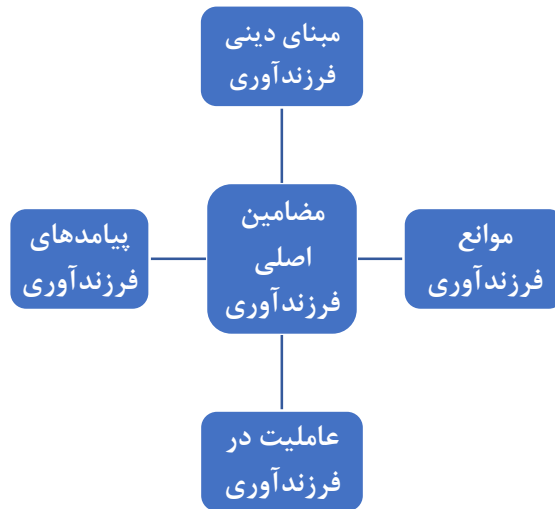 مبنای دینی
فرزندآوری
مضامین
اصلی
فرزندآوری
موانع
فرزندآوری
پیامدهای
فرزندآوری
عاملیت در
فرزندآوری